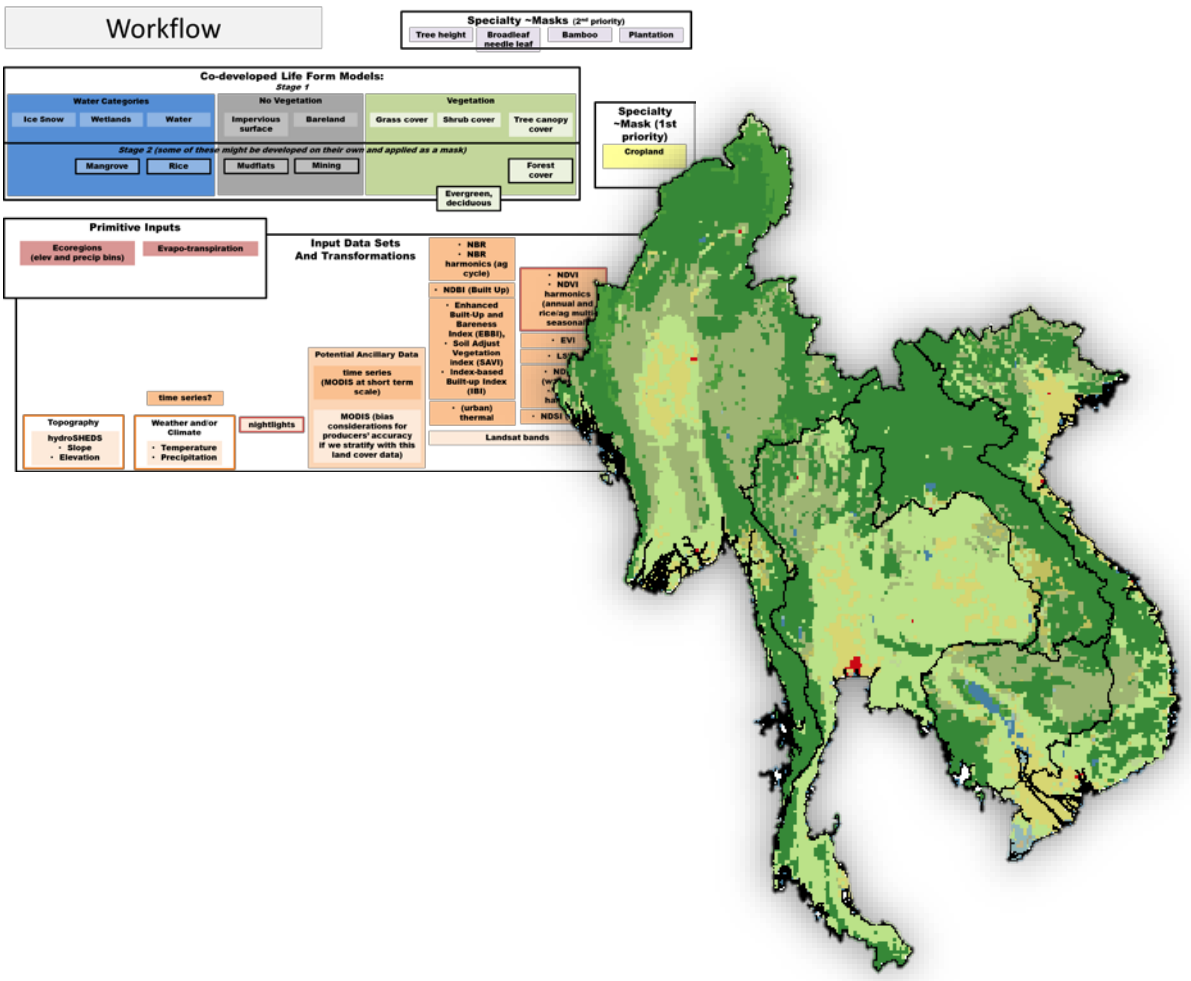 Workflow
Specialty ~Masks (2nd priority)
Tree height
Broadleaf
needle leaf
Bamboo
Plantation
Co-developed Life Form Models:
Stage 1
Water Categories
No Vegetation
Vegetation
Ice Snow
Wetlands
Water
Impervious
surface
Bareland
Grass cover
Shrub cover
Tree canopy
cover
Stage 2 (some of these might be developed on their own and applied as a mask)
Mangrove
Rice
Mudflats
Mining
Forest
cover
Evergreen,
deciduous
Specialty
~Mask (1st
priority)
Cropland
Primitive Inputs
Ecoregions
(elev and precip bins)
Evapo-transpiration
Input Data Sets
And Transformations
• NBR
• NBR
harmonics (ag
cycle)
• NDBI (Built Up)
• Enhanced
Built-Up and
Bareness
Index (EBBI),
• Soil Adjust
Vegetation
index (SAVI)
• Index-based
Built-up Index
(IBI)
• (urban)
thermal
• NDVI
• NDVI
harmonics
(annual and
rice/ag multi
seasonal
• EVI
• NDSI
Landsat bands
Potential Ancillary Data
time series
(MODIS at short term
scale)
MODIS (bias
considerations for
producers’ accuracy
if we stratify with this
land cover data)
time series?
Topography
hydroSHEDS
• Slope
• Elevation
Weather and/or
Climate
• Temperature
• Precipitation
nightlights